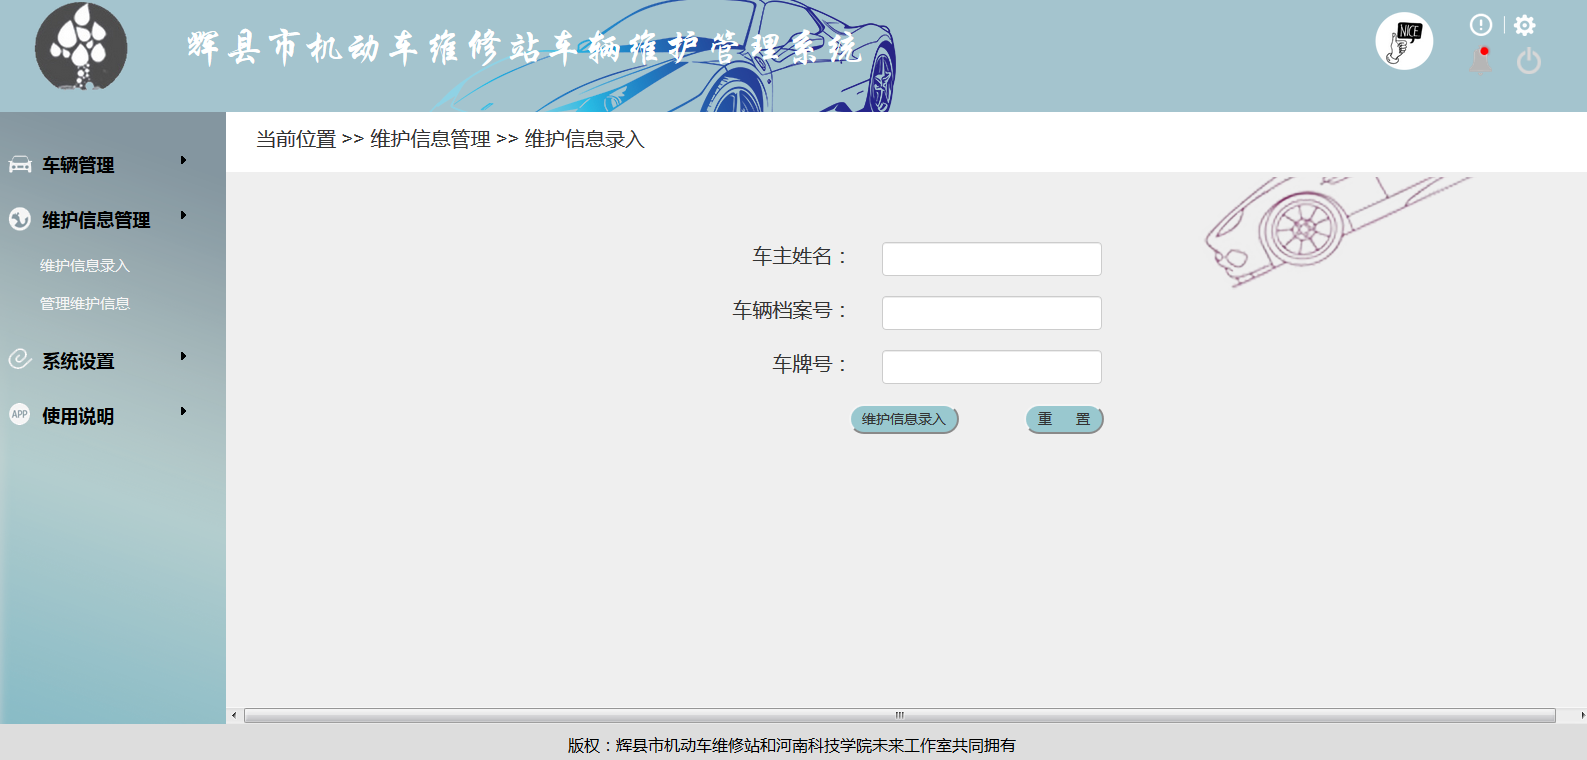 辉县市机动车维修站车辆维护管理系统
NICE
当前位置 >> 维护信息管理 >> 维护信息录入
车辆管理
维护信息管理
维护信息录入
管理维护信息
系统设置
APP
使用说明
车主姓名：
车辆档案号：
车牌号：
维护信息录入
重 置
版权：辉县市机动车维修站和河南科技学院未来工作室共同拥有